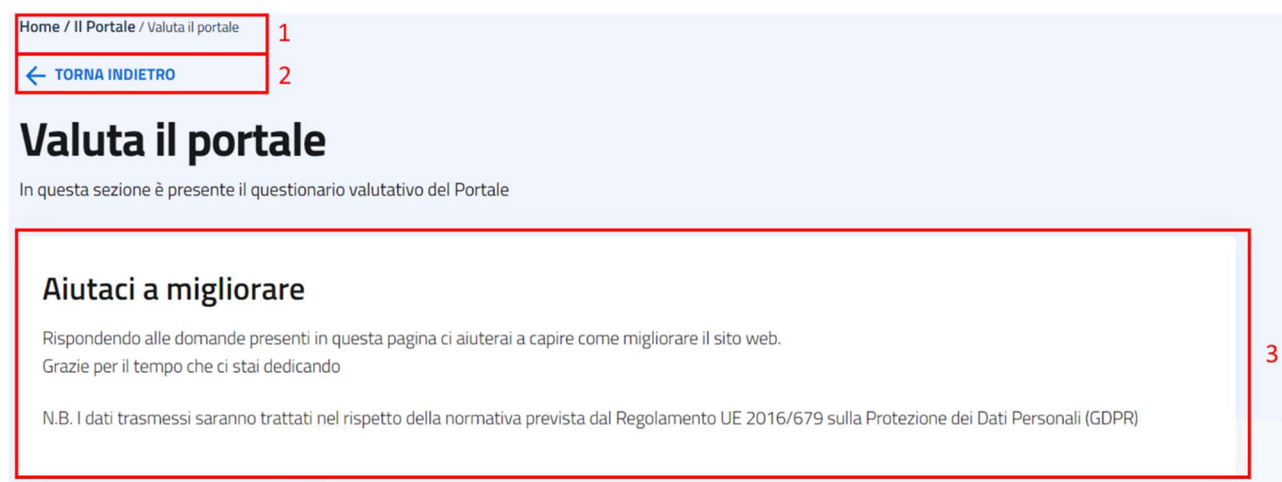 Home / Il Portale / Valuta il portale 1
← TORNA INDIETRO 2
Valuta il portale
In questa sezione è presente il questionario valutativo del Portale
Aiutaci a migliorare
Rispondendo alle domande presenti in questa pagina ci aiuterai a capire come migliorare il sito web.
Grazie per il tempo che ci stai dedicando
3
N.B. I dati trasmessi saranno trattati nel rispetto della normativa prevista dal Regolamento UE 2016/679 sulla Protezione dei Dati Personali (GDPR)